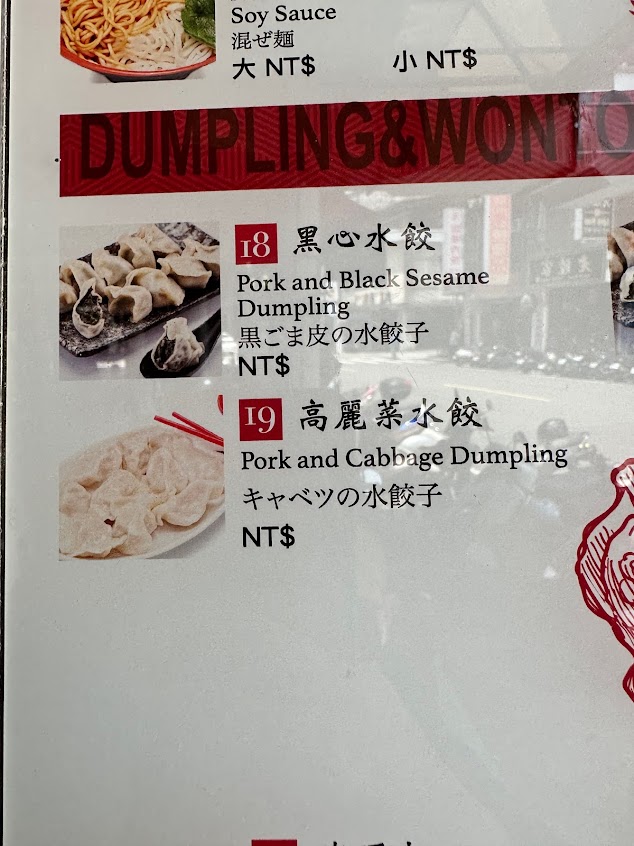 Soy Sauce
混ぜ麺
大 NT$ 小 NT$
DUMPLING&WONTO
18 黑心水餃
Pork and Black Sesame
Dumpling
黒ごま皮の水餃子
NT$
19 高麗菜水餃
Pork and Cabbage Dumpling
キャベツの水餃子
NT$